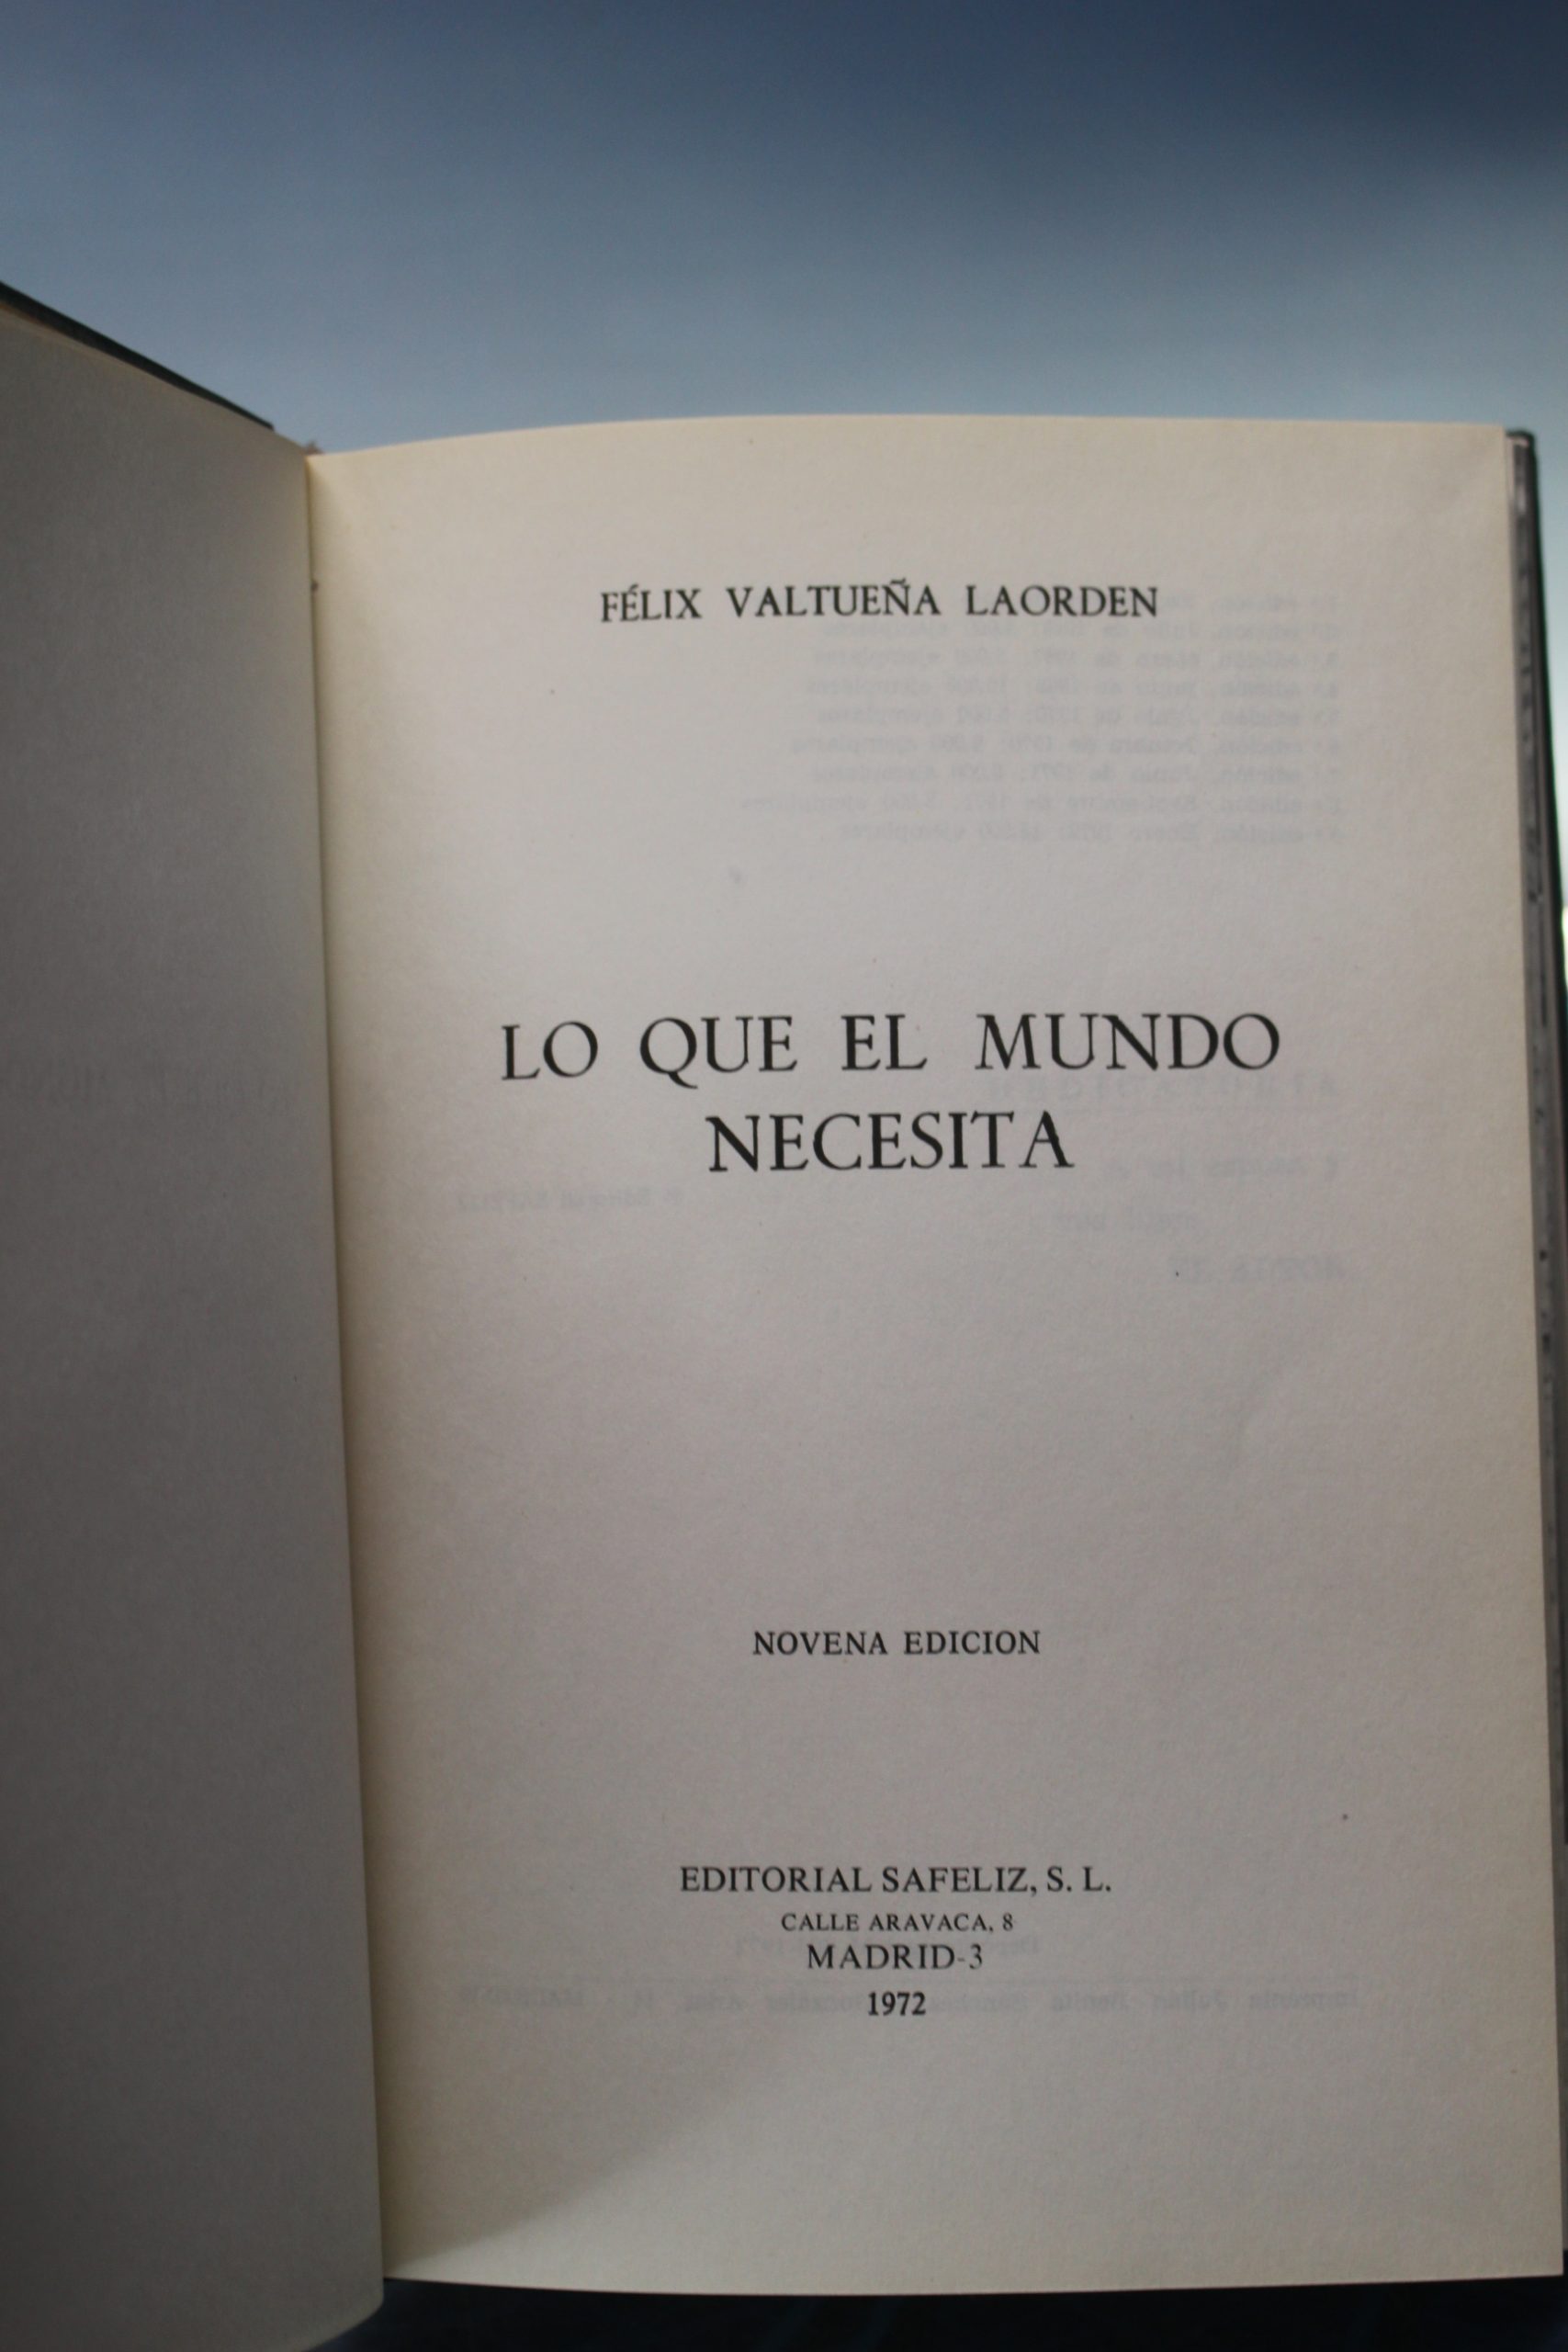 FÉLIX VALTUEÑA LAORDEN
LO QUE EL MUNDO
NECESITA
NOVENA EDICION
EDITORIAL SAFELIZ, S. L.
CALLE ARAVACA, 8
MADRID-3
1972